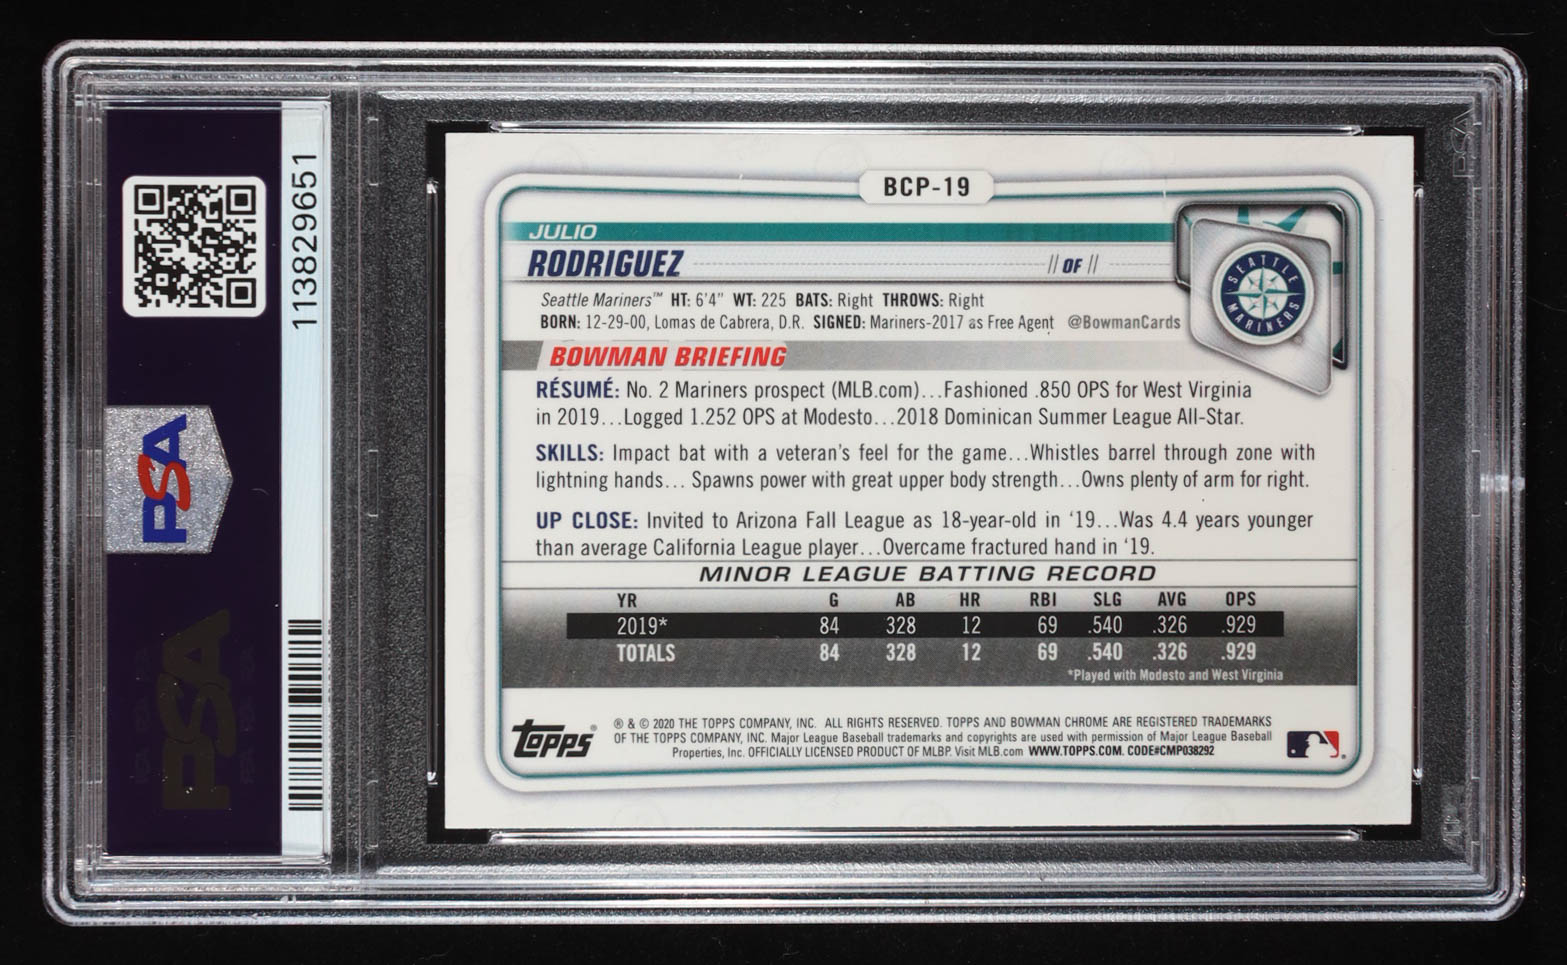 113829651
PSA
PSA
BCP-19
JULIO
RODRIGUEZ // OF //
SEATTLE MARINERS
Seattle Mariners™ HT: 6'4" WT: 225 BATS: Right THROWS: Right
BORN: 12-29-00, Lomas de Cabrera, D.R. SIGNED: Mariners-2017 as Free Agent @BowmanCards
BOWMAN BRIEFING
RÉSUMÉ: No. 2 Mariners prospect (MLB.com)...Fashioned .850 OPS for West Virginia
in 2019...Logged 1.252 OPS at Modesto...2018 Dominican Summer League All-Star.
SKILLS: Impact bat with a veteran's feel for the game...Whistles barrel through zone with
lightning hands... Spawns power with great upper body strength...Owns plenty of arm for right.
UP CLOSE: Invited to Arizona Fall League as 18-year-old in '19...Was 4.4 years younger
than average California League player...Overcame fractured hand in '19.
MINOR LEAGUE BATTING RECORD
YR G AB HR RBI SLG AVG OPS
2019* 84 328 12 69 .540 .326 .929
TOTALS 84 328 12 69 .540 .326 .929
*Played with Modesto and West Virginia
Topps®
® & © 2020 THE TOPPS COMPANY, INC. ALL RIGHTS RESERVED. TOPPS AND BOWMAN CHROME ARE REGISTERED TRADEMARKS
OF THE TOPPS COMPANY, INC. Major League Baseball trademarks and copyrights are used with permission of Major League Baseball
Properties, Inc. OFFICIALLY LICENSED PRODUCT OF MLBP. Visit MLB.com WWW.TOPPS.COM. CODE#CMP038292